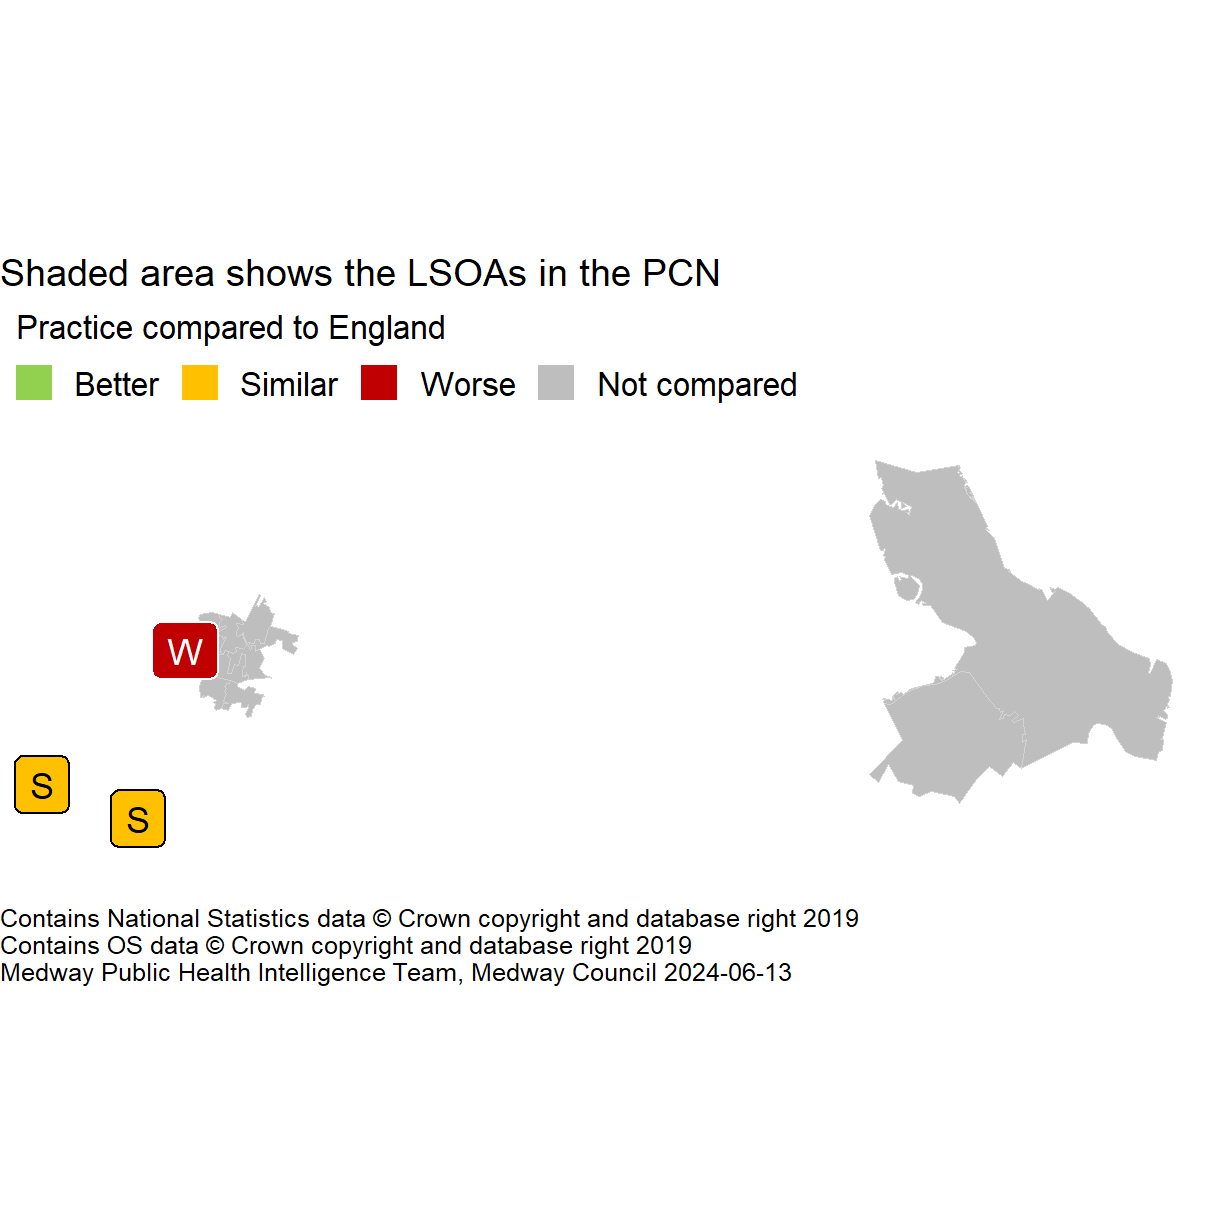 Shaded area shows the LSOAs in the PCN
Practice compared to England
Better Similar Worse Not compared
W
S
S
Contains National Statistics data © Crown copyright and database right 2019
Contains OS data © Crown copyright and database right 2019
Medway Public Health Intelligence Team, Medway Council 2024-06-13